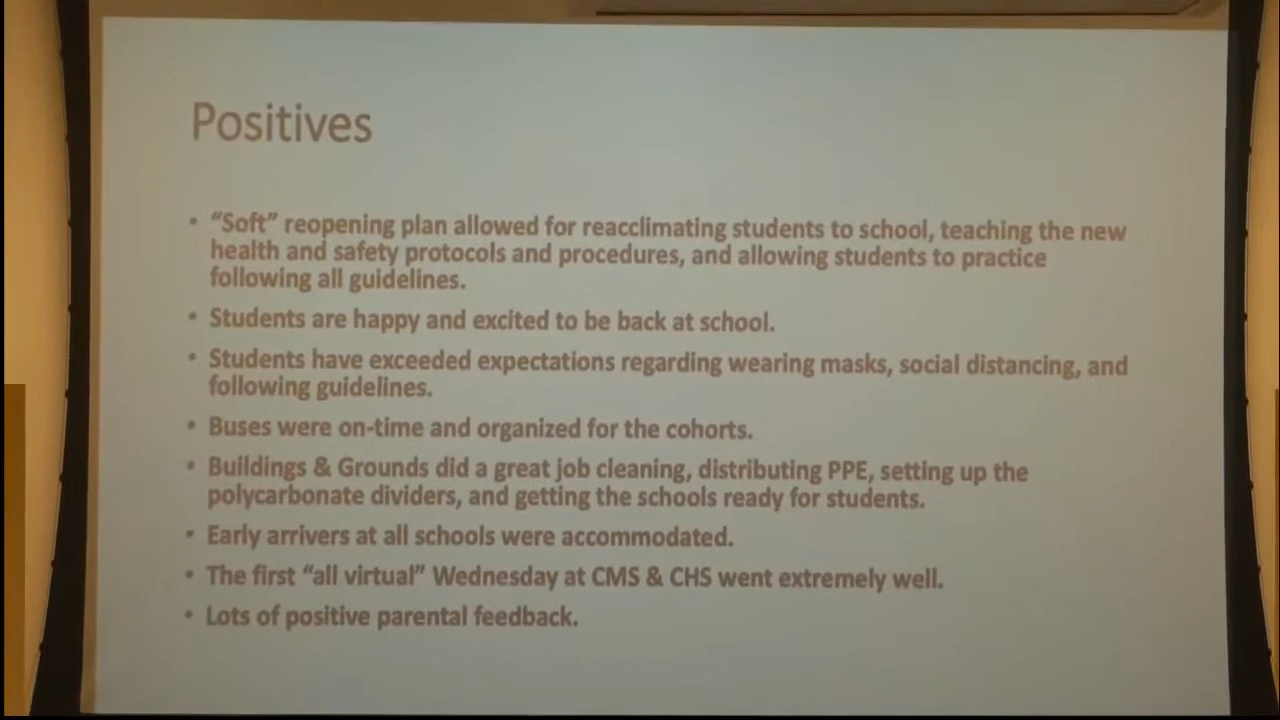 Positives
• “Soft” reopening plan allowed for reacclimating students to school, teaching the new
health and safety protocols and procedures, and allowing students to practice
following all guidelines.
• Students are happy and excited to be back at school.
• Students have exceeded expectations regarding wearing masks, social distancing, and
following guidelines.
• Buses were on-time and organized for the cohorts.
• Buildings & Grounds did a great job cleaning, distributing PPE, setting up the
polycarbonate dividers, and getting the schools ready for students.
• Early arrivers at all schools were accommodated.
• The first “all virtual” Wednesday at CMS & CHS went extremely well.
• Lots of positive parental feedback.